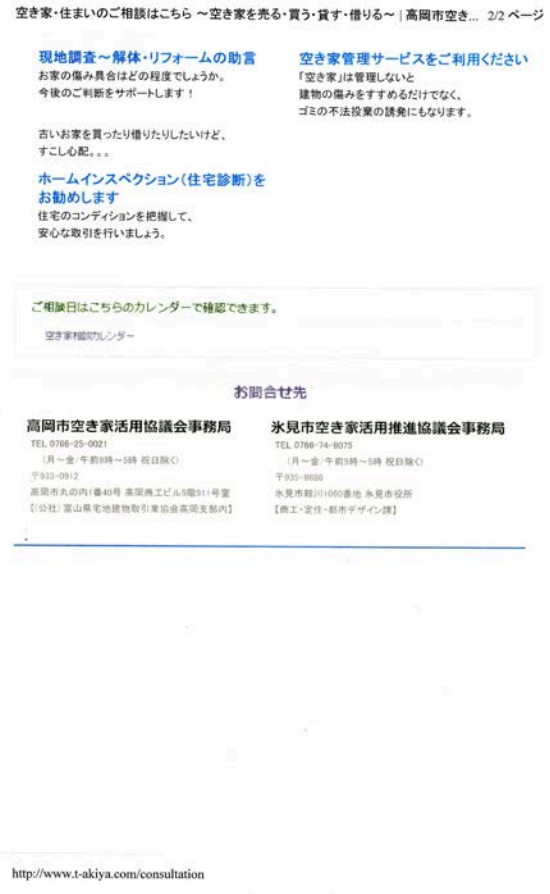 空き家・住まいのご相談はこちら ～空き家を売る・買う・貸す・借りる～ | 高岡市空き... 2/2 ページ
現地調査～解体・リフォームの助言
お家の傷み具合はどの程度でしょうか。
今後のご判断をサポートします！
古いお家を買ったり借りたりしたいけど、
すこし心配。。。
ホームインスペクション（住宅診断）を
お勧めします
住宅のコンディションを把握して、
安心な取引を行いましょう。
空き家管理サービスをご利用ください
「空き家」は管理しないと
建物の傷みをすすめるだけでなく、
ゴミの不法投棄の誘発にもなります。
ご相談日はこちらのカレンダーで確認できます。
空き家相談カレンダー
お問合せ先
高岡市空き家活用協議会事務局
TEL 0766-25-0021
（月～金/午前9時～5時 祝日除く）
〒933-0912
高岡市丸の内1番40号 高岡商工ビル5階511号室
【（公社）富山県宅地建物取引業協会高岡支部内】
氷見市空き家活用推進協議会事務局
TEL 0766-74-8075
（月～金/午前9時～5時 祝日除く）
〒935-8686
氷見市鞍川1060番地 氷見市役所
【商工・定住・都市デザイン課】
http://www.t-akiya.com/consultation